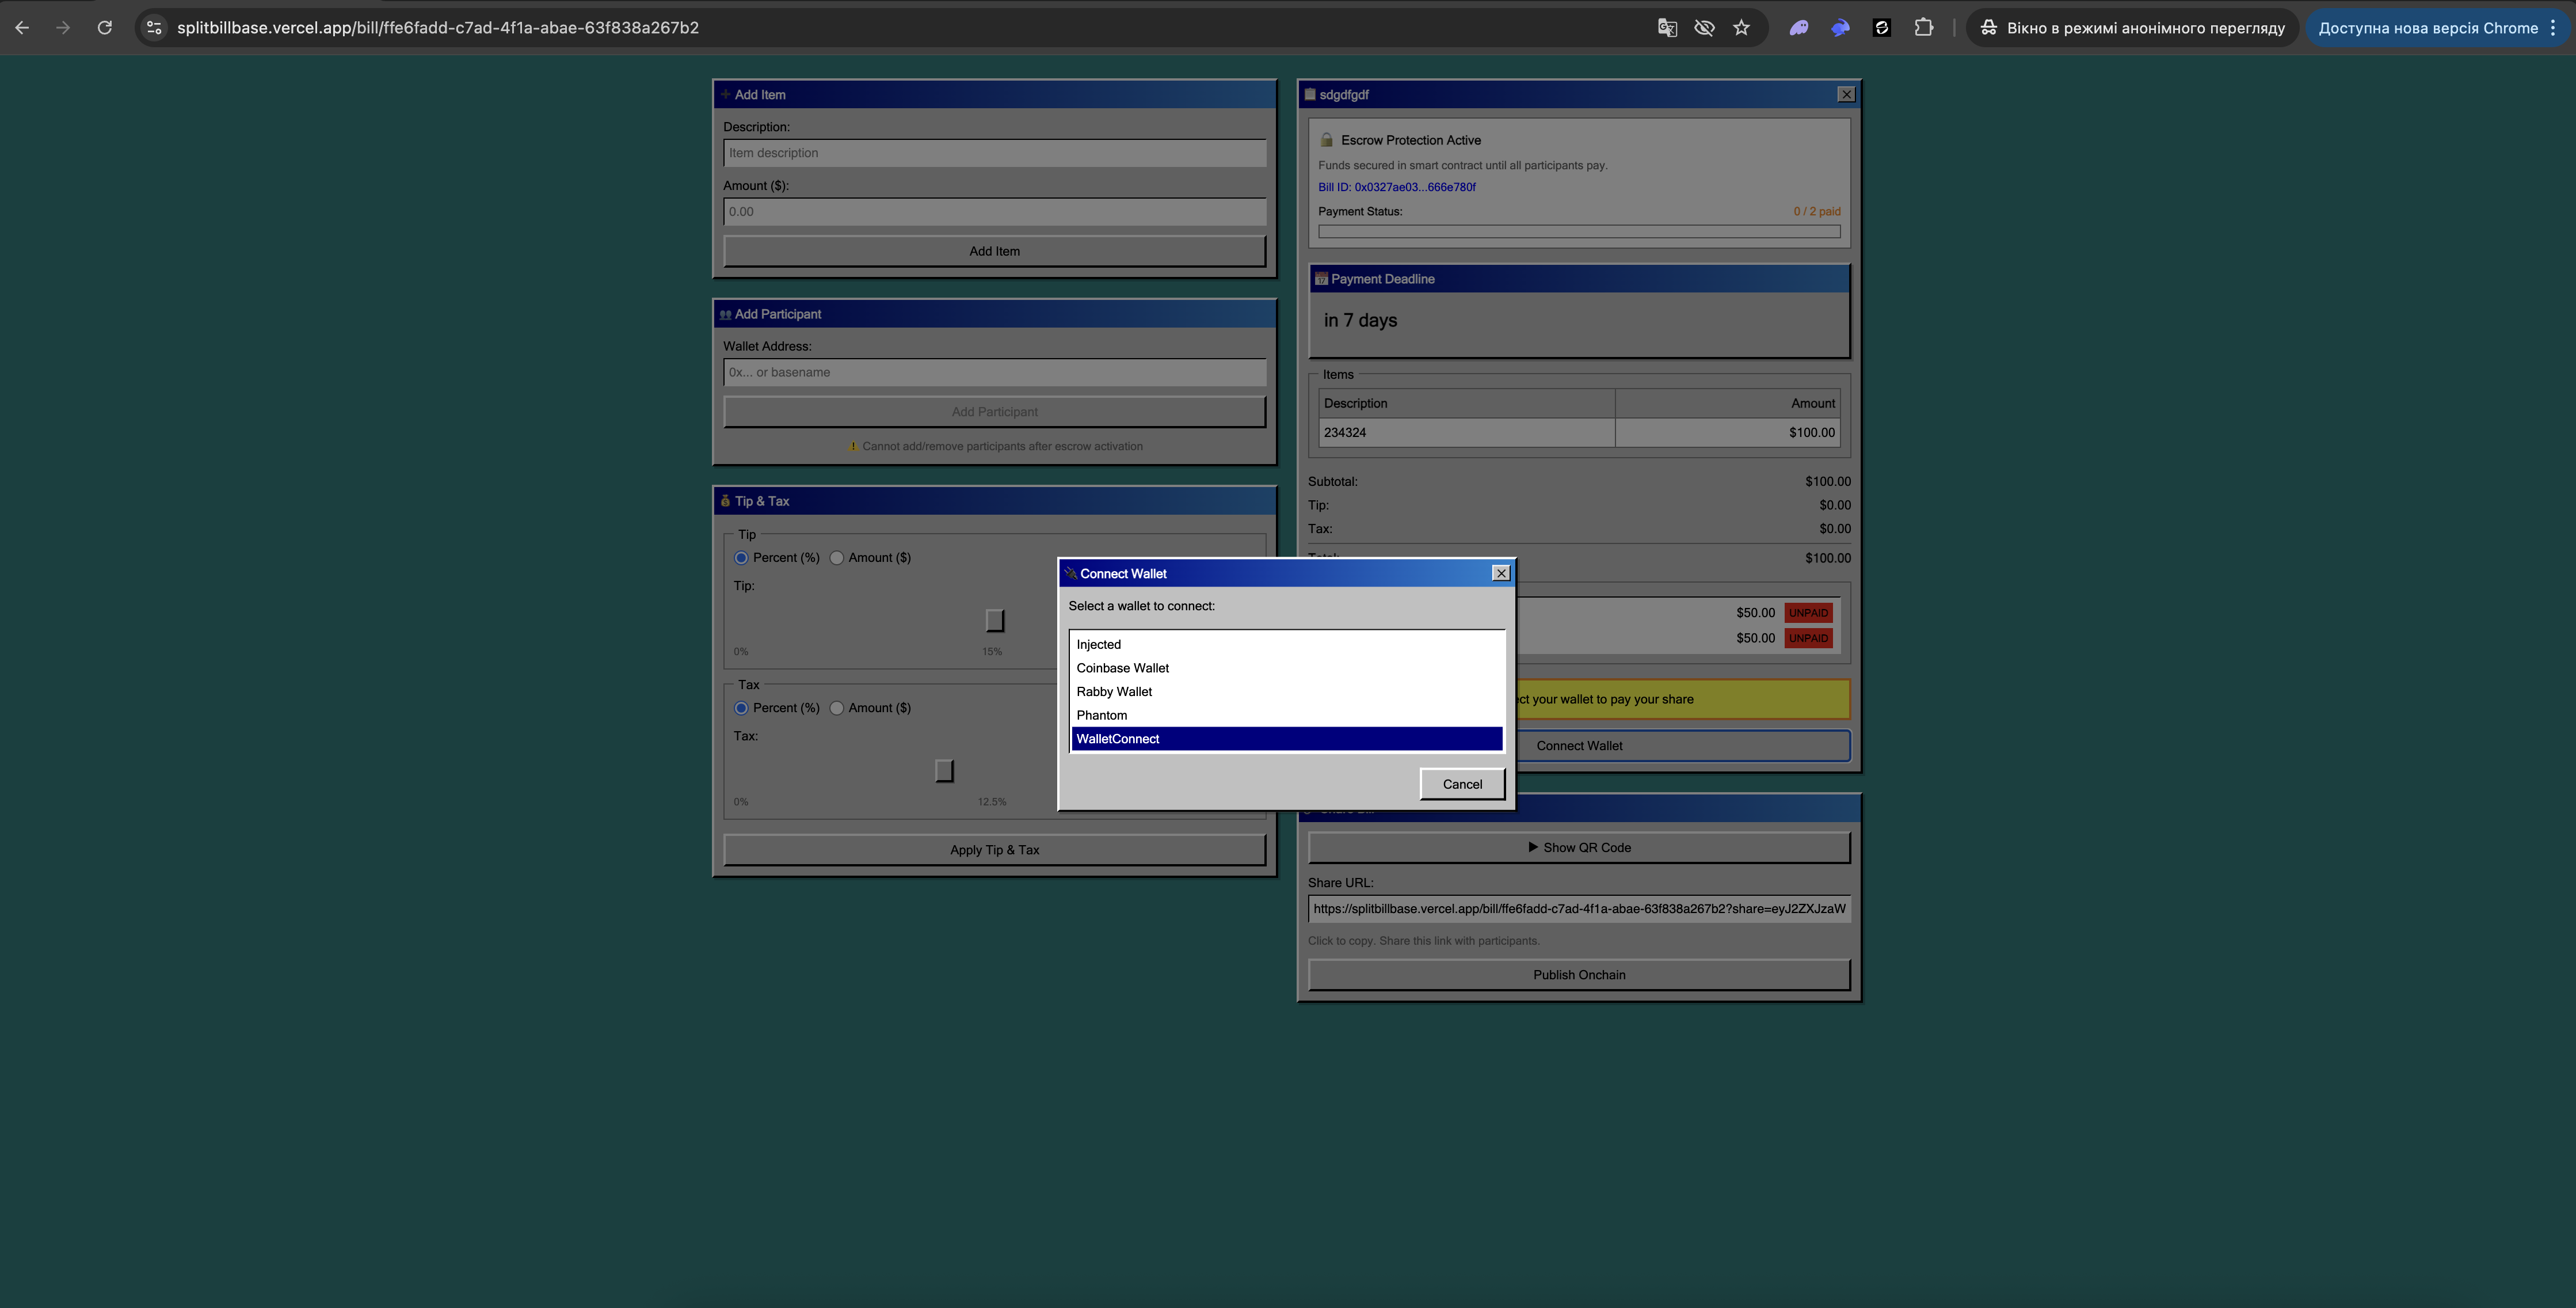 splitbillbase.vercel.app/bill/ffe6fadd-c7ad-4f1a-abae-63f838a267b2
Вікно в режимі анонімного перегляду
Доступна нова версія Chrome
Add Item
Description:
Item description
Amount ($):
0.00
Add Item
Add Participant
Wallet Address:
0x... or basename
Add Participant
Cannot add/remove participants after escrow activation
Tip & Tax
Tip
Percent (%) Amount ($)
Tip:
0% 15%
Tax
Percent (%) Amount ($)
Tax:
0% 12.5%
Apply Tip & Tax
Connect Wallet
Select a wallet to connect:
Injected
Coinbase Wallet
Rabby Wallet
Phantom
WalletConnect
Cancel
sdgdfgdf
Escrow Protection Active
Funds secured in smart contract until all participants pay.
Bill ID: 0x0327ae03...666e780f
Payment Status: 0 / 2 paid
Payment Deadline
in 7 days
Items
Description Amount
234324 $100.00
Subtotal: $100.00
Tip: $0.00
Tax: $0.00
$100.00
$50.00 UNPAID
$50.00 UNPAID
your wallet to pay your share
Connect Wallet
Show QR Code
Share URL:
https://splitbillbase.vercel.app/bill/ffe6fadd-c7ad-4f1a-abae-63f838a267b2?share=eyJ2ZXJzaW
Click to copy. Share this link with participants.
Publish Onchain